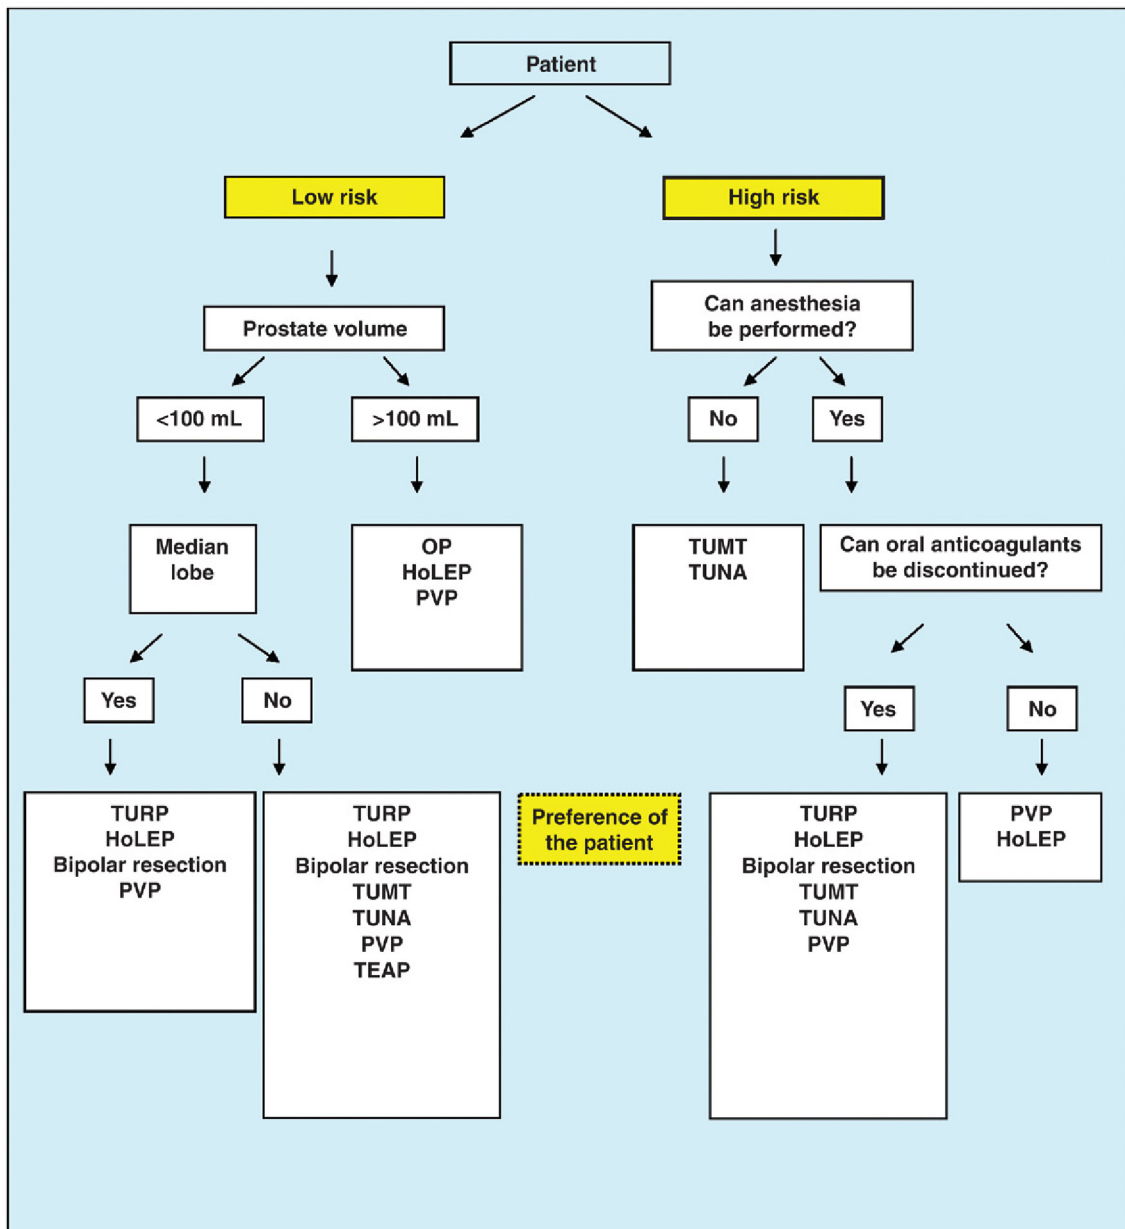 Patient
Low risk
High risk
Prostate volume
Can anesthesia
be performed?
<100 mL
>100 mL
No
Yes
Median
lobe
OP
HoLEP
PVP
TUMT
TUNA
Can oral anticoagulants
be discontinued?
Yes
No
Yes
No
TURP
HoLEP
Bipolar resection
PVP
TURP
HoLEP
Bipolar resection
TUMT
TUNA
PVP
TEAP
Preference of
the patient
TURP
HoLEP
Bipolar resection
TUMT
TUNA
PVP
PVP
HoLEP